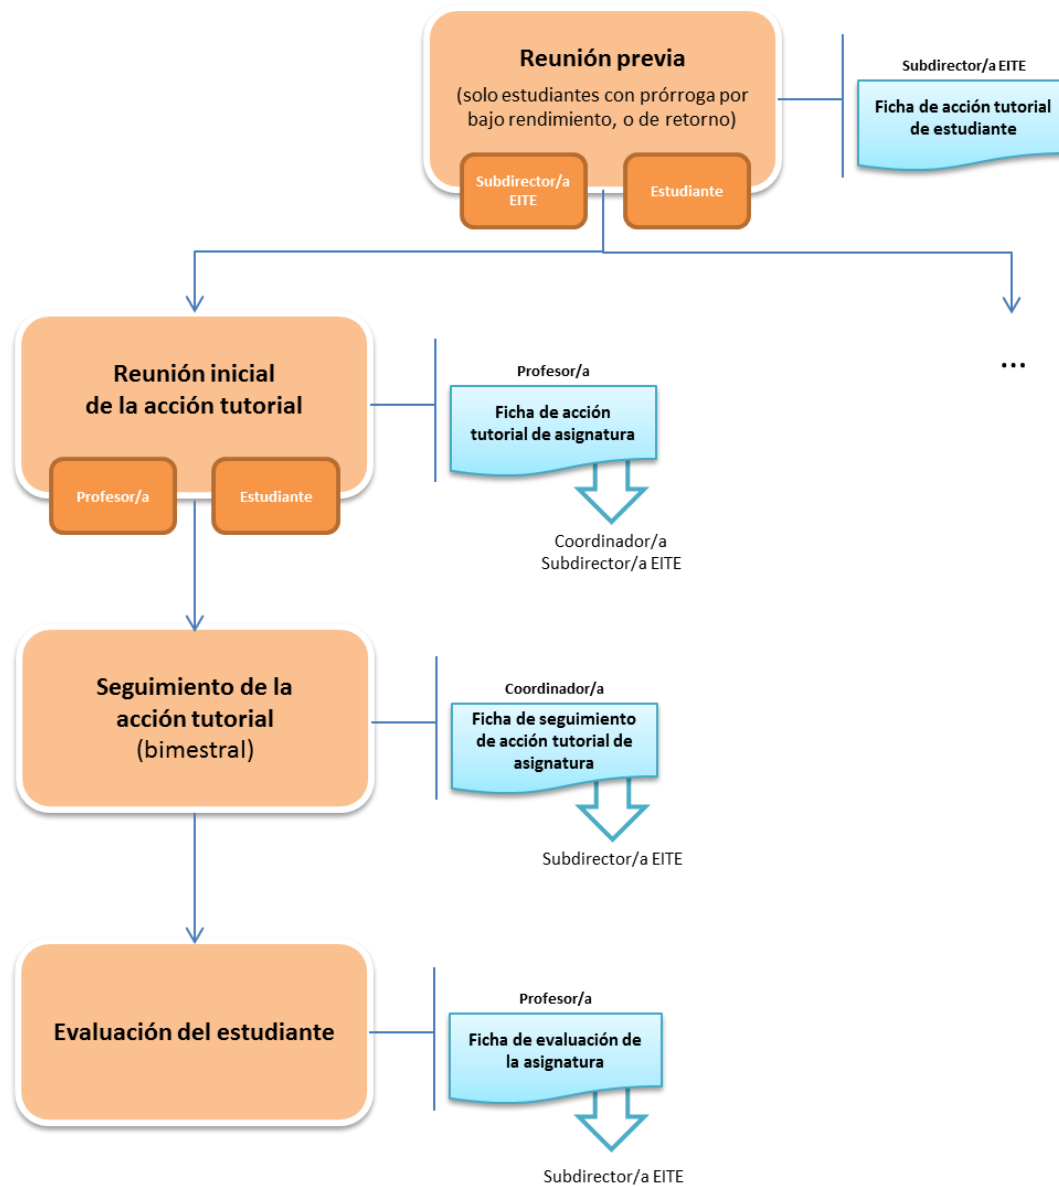 Reunión previa
(solo estudiantes con prórroga por
bajo rendimiento, o de retorno)
Subdirector/a
EITE
Estudiante
Subdirector/a EITE
Ficha de acción tutorial
de estudiante
...
Reunión inicial
de la acción tutorial
Profesor/a
Estudiante
Profesor/a
Ficha de acción
tutorial de asignatura
Coordinador/a
Subdirector/a EITE
Seguimiento de la
acción tutorial
(bimestral)
Coordinador/a
Ficha de seguimiento
de acción tutorial de
asignatura
Subdirector/a EITE
Evaluación del estudiante
Profesor/a
Ficha de evaluación de
la asignatura
Subdirector/a EITE